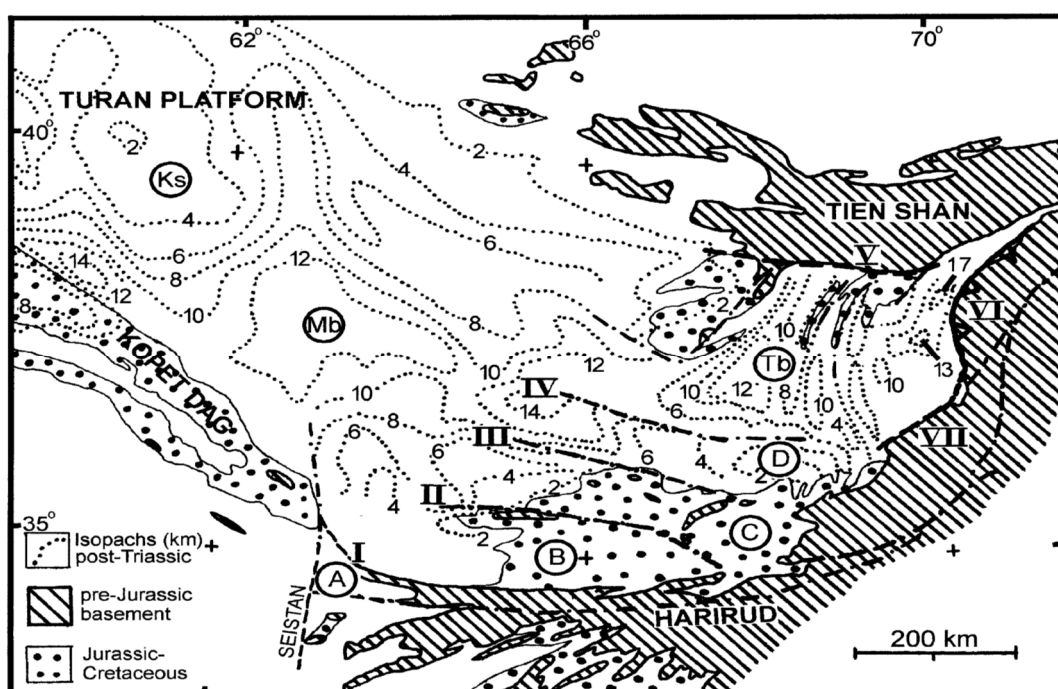 62°
66°
70°
TURAN PLATFORM
40°
2
2
Ks
4
4
TIEN SHAN
6
6
V
17
14
8
12
12
2
10
8
10
VI
8
Mb
KOPET DAG
12
Tb
13
10
10
12
8
10
10
IV
14
6
8
4
VII
III
6
6
6
4
D
4
2
II
2
4
35°
2
C
Isopachs (km)
post-Triassic
I
B
A
pre-Jurassic
basement
HARIRUD
SEISTAN
200 km
Jurassic-
Cretaceous